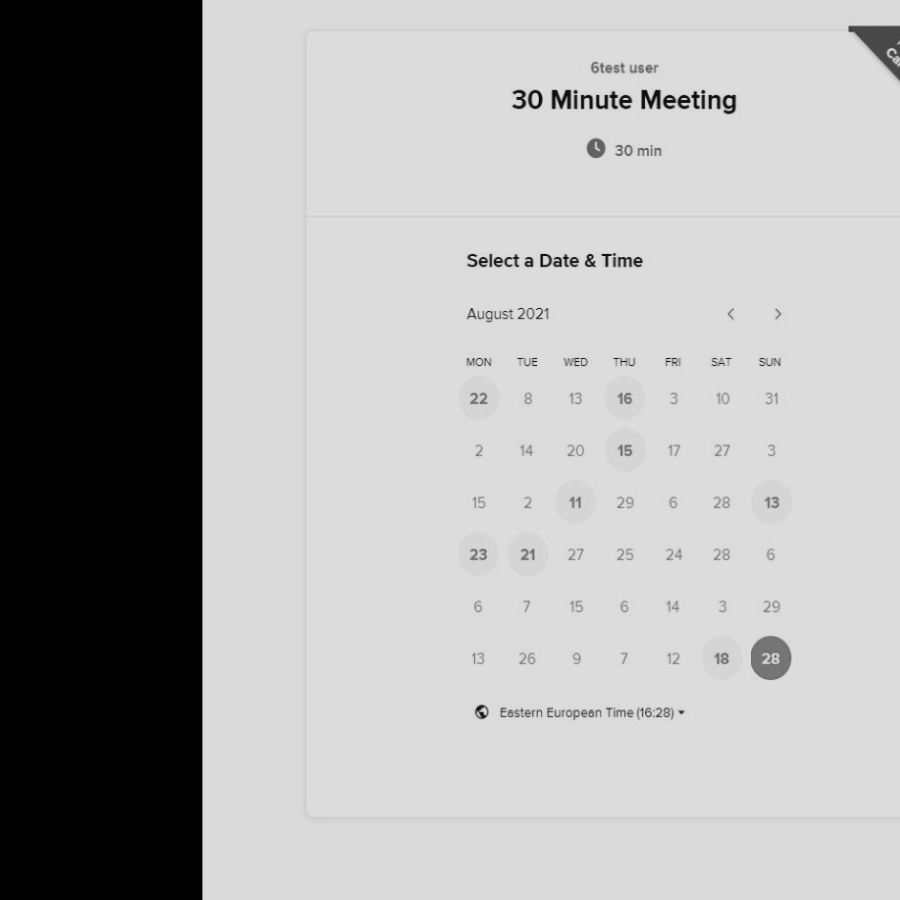 6test user
30 Minute Meeting
30 min
Select a Date & Time
August 2021
MON TUE WED THU FRI SAT SUN
22 8 13 16 3 10 31
2 14 20 15 17 27 3
15 2 11 29 6 28 13
23 21 27 25 24 28 6
6 7 15 6 14 3 29
13 26 9 7 12 18 28
Eastern European Time (16:28)